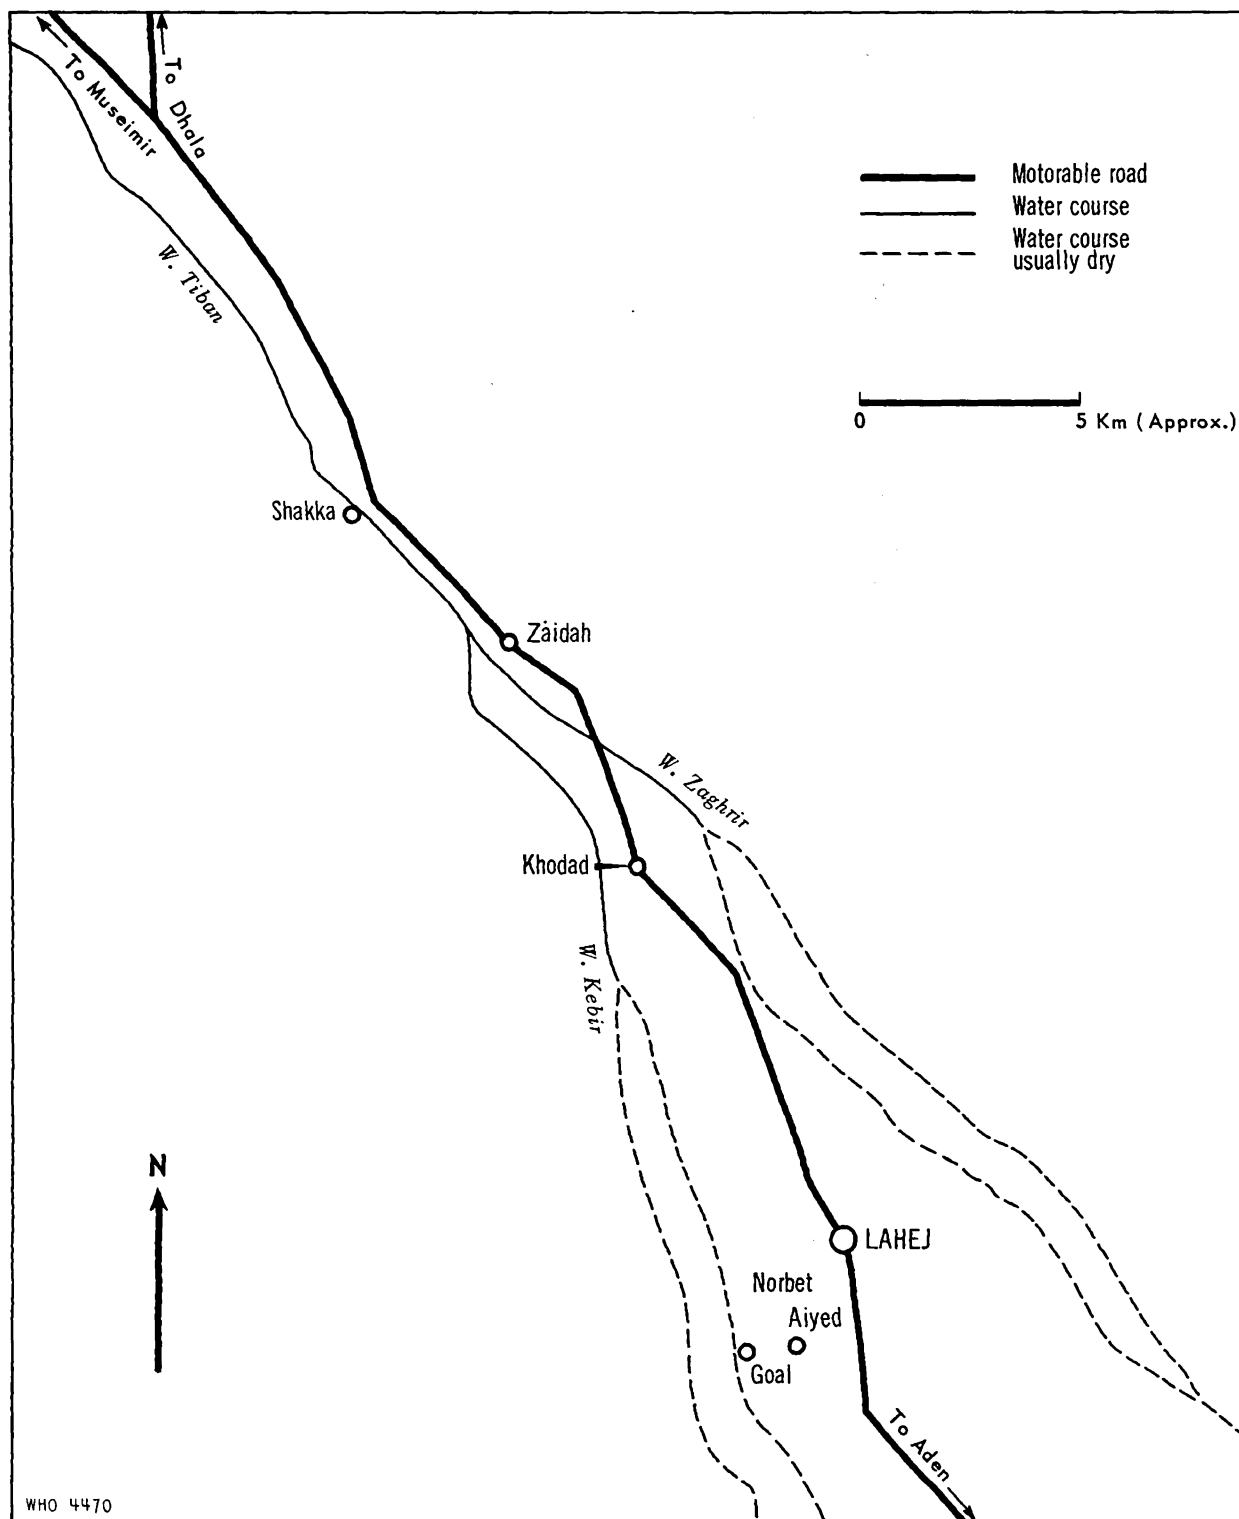 To Museimir
To Dhala
Motorable road
Water course
Water course
usually dry
W. Tiban
0 5 Km (Approx.)
Shakka
Záidah
W. Zaghrir
Khodad
W. Kebir
N
LAHEJ
Norbet
Aiyed
Goal
To Aden
WHO 4470